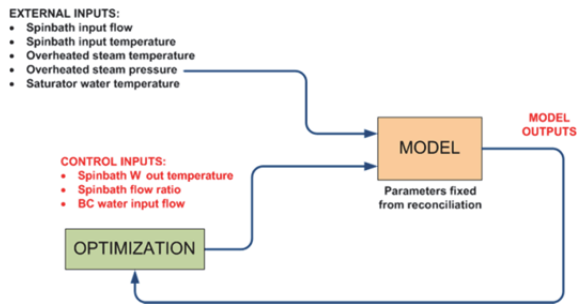 EXTERNAL INPUTS:
• Spinbath input flow
• Spinbath input temperature
• Overheated steam temperature
• Overheated steam pressure
• Saturator water temperature
MODEL
OUTPUTS
MODEL
CONTROL INPUTS:
• Spinbath W out temperature
• Spinbath flow ratio
• BC water input flow
Parameters fixed
from reconciliation
OPTIMIZATION